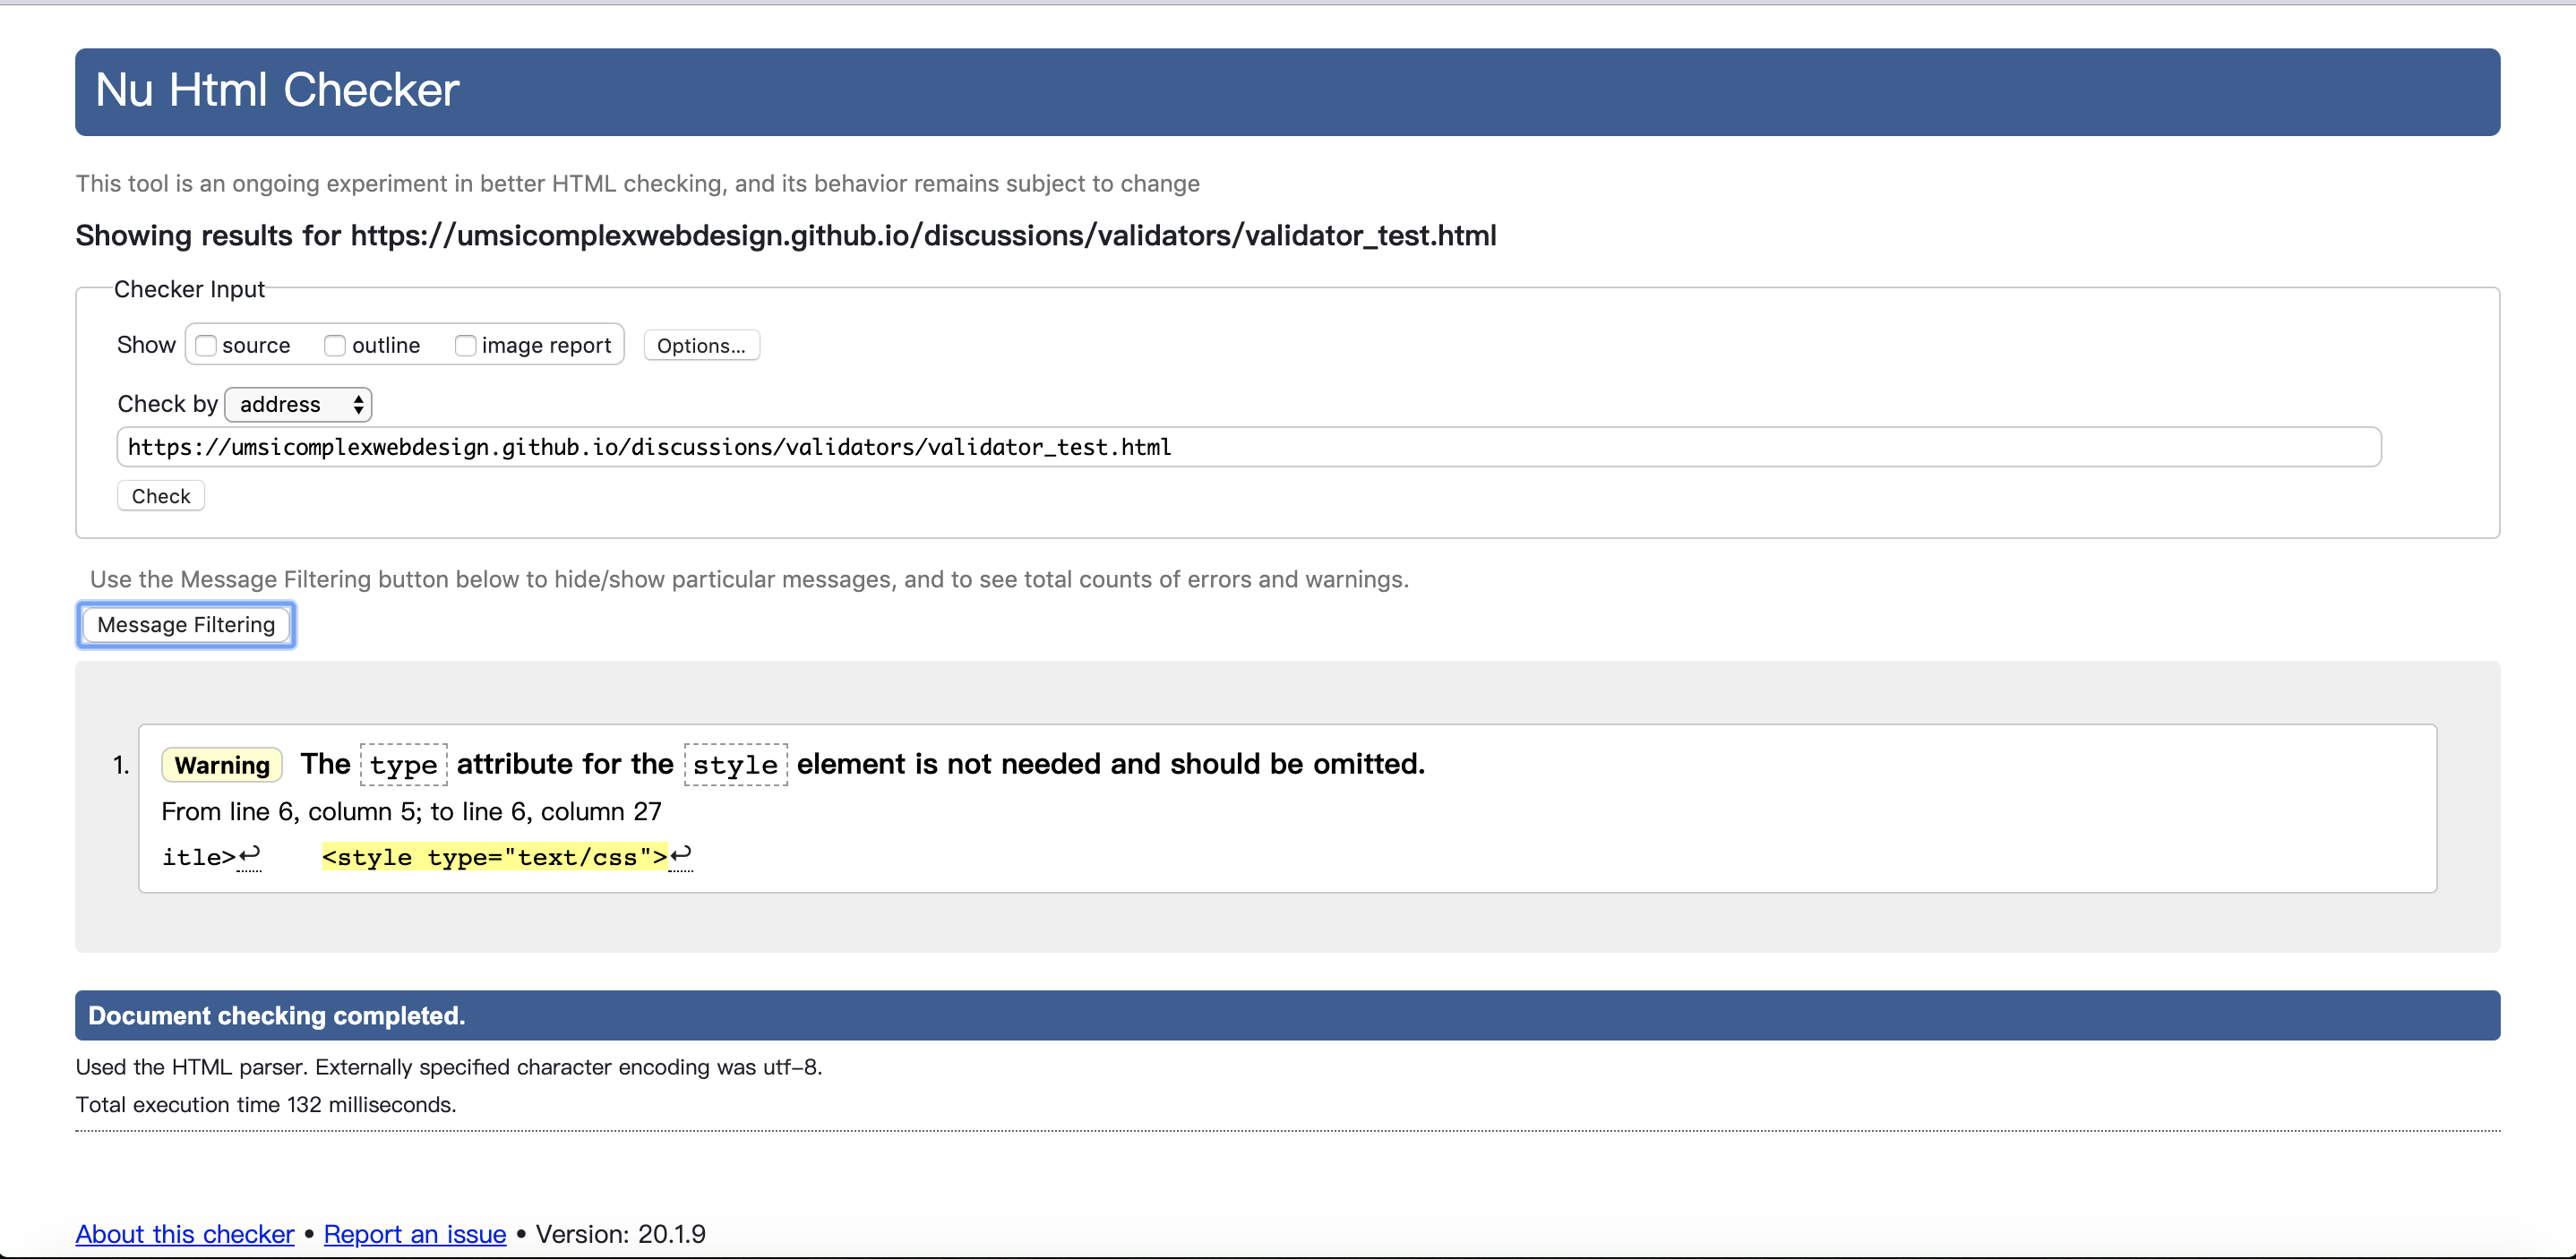 Nu Html Checker
This tool is an ongoing experiment in better HTML checking, and its behavior remains subject to change
Showing results for https://umsicomplexwebdesign.github.io/discussions/validators/validator_test.html
Checker Input
Show source outline image report Options...
Check by address
https://umsicomplexwebdesign.github.io/discussions/validators/validator_test.html
Check
Use the Message Filtering button below to hide/show particular messages, and to see total counts of errors and warnings.
Message Filtering
1. Warning The type attribute for the style element is not needed and should be omitted.
From line 6, column 5; to line 6, column 27
itle>↩ <style type="text/css">↩
Document checking completed.
Used the HTML parser. Externally specified character encoding was utf-8.
Total execution time 132 milliseconds.
About this checker • Report an issue • Version: 20.1.9